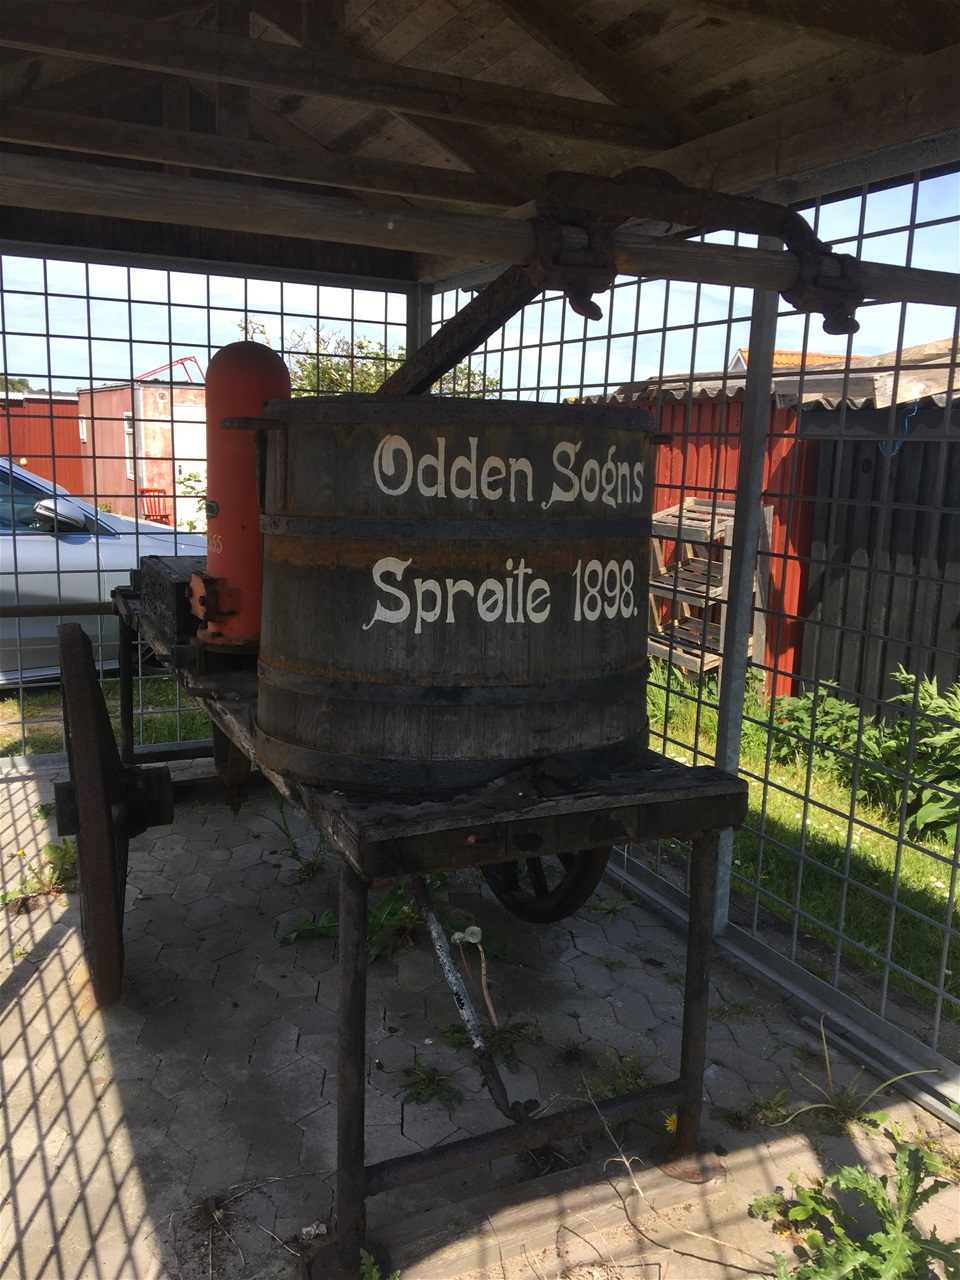 Odden Sogns
Sprøite 1898.